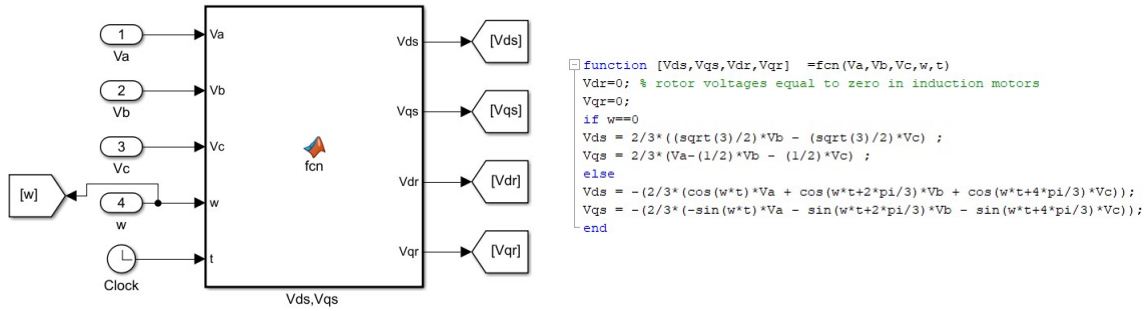 1
Va
Va
2
Vb
Vb
3
Vc
Vc
[w]
4
w
w
Clock
t
fcn
Vds
[Vds]
Vqs
[Vqs]
Vdr
[Vdr]
Vqr
[Vqr]
Vds,Vqs
function [Vds,Vqs,Vdr,Vqr]  =fcn(Va,Vb,Vc,w,t)
Vdr=0; % rotor voltages equal to zero in induction motors
Vqr=0;
if w==0
Vds = 2/3*((sqrt(3)/2)*Vb - (sqrt(3)/2)*Vc) ;
Vqs = 2/3*(Va-(1/2)*Vb - (1/2)*Vc) ;
else
Vds = -(2/3*(cos(w*t)*Va + cos(w*t+2*pi/3)*Vb + cos(w*t+4*pi/3)*Vc));
Vqs = -(2/3*(-sin(w*t)*Va - sin(w*t+2*pi/3)*Vb - sin(w*t+4*pi/3)*Vc));
end